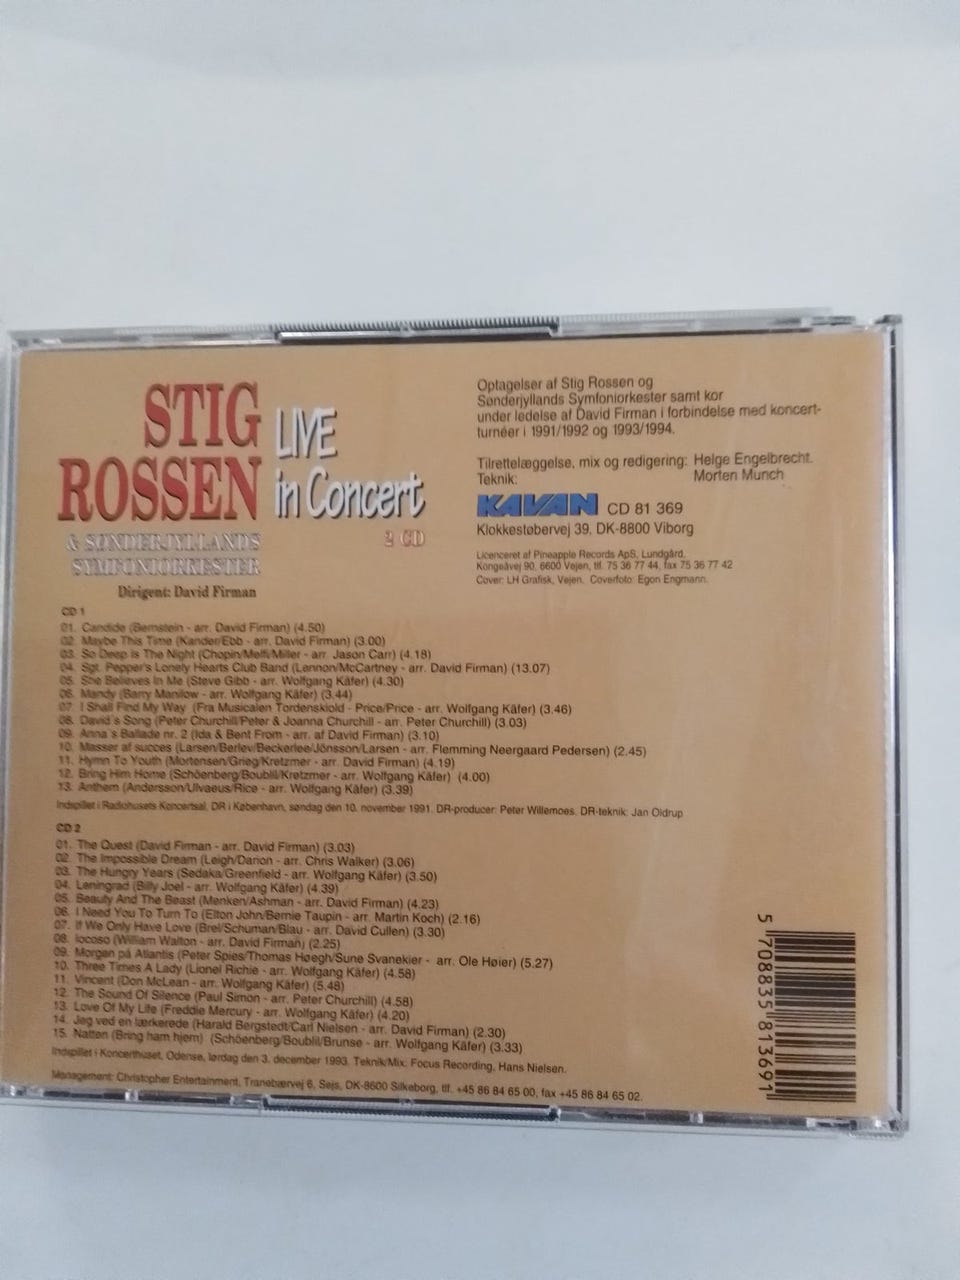 STIG
ROSSEN
LIVE
in Concert
& SØNDERJYLLANDS
SYMFONIORKESTER
2 CD
Dirigent: David Firman
Optagelser af Stig Rossen og
Sønderjyllands Symfoniorkester samt kor
under ledelse af David Firman i forbindelse med koncert-
turnéer i 1991/1992 og 1993/1994.
Tilrettelæggelse, mix og redigering: Helge Engelbrecht.
Teknik: Morten Munch
KAVAN CD 81 369
Klokkestøbervej 39. DK-8800 Viborg
Licenceret af Pineapple Records ApS, Lundgård,
Kongeåvej 90, 6600 Vejen, tlf. 75 36 77 44, fax 75 36 77 42
Cover: LH Grafisk, Vejen. Coverfoto: Egon Engmann.
CD 1
01. Candide (Bernstein - arr. David Firman) (4.50)
02. Maybe This Time (Kander/Ebb - arr. David Firman) (3.00)
03. So Deep Is The Night (Chopin/Melfi/Miller - arr. Jason Carr) (4.18)
04. Sgt. Pepper's Lonely Hearts Club Band (Lennon/McCartney - arr. David Firman) (13.07)
05. She Believes In Me (Steve Gibb - arr. Wolfgang Käfer) (4.30)
06. Mandy (Barry Manilow - arr. Wolfgang Käfer) (3.44)
07. I Shall Find My Way (Fra Musicalen Tordenskiold - Price/Price - arr. Wolfgang Käfer) (3.46)
08. David's Song (Peter Churchill/Peter & Joanna Churchill - arr. Peter Churchill) (3.03)
09. Anna's Ballade nr. 2 (Ida & Bent From - arr. af David Firman) (3.10)
10. Masser af succes (Larsen/Berlev/Beckerlee/Jönsson/Larsen - arr. Flemming Neergaard Pedersen) (2.45)
11. Hymn To Youth (Mortensen/Grieg/Kretzmer - arr. David Firman) (4.19)
12. Bring Him Home (Schöenberg/Boublil/Kretzmer - arr. Wolfgang Käfer) (4.00)
13. Anthem (Andersson/Ulvaeus/Rice - arr. Wolfgang Käfer) (3.39)
Indspillet i Radiohusets Koncertsal, DR i København, søndag den 10. november 1991. DR-producer: Peter Willemoes. DR-teknik: Jan Oldrup
CD 2
01. The Quest (David Firman - arr. David Firman) (3.03)
02. The Impossible Dream (Leigh/Darion - arr. Chris Walker) (3.06)
03. The Hungry Years (Sedaka/Greenfield - arr. Wolfgang Käfer) (3.50)
04. Leningrad (Billy Joel - arr. Wolfgang Käfer) (4.39)
05. Beauty And The Beast (Menken/Ashman - arr. David Firman) (4.23)
06. I Need You To Turn To (Elton John/Bernie Taupin - arr. Martin Koch) (2.16)
07. If We Only Have Love (Brel/Schuman/Blau - arr. David Cullen) (3.30)
08. Iocoso (William Walton - arr. David Firman) (2.25)
09. Morgen på Atlantis (Peter Spies/Thomas Høegh/Sune Svanekier - arr. Ole Høier) (5.27)
10. Three Times A Lady (Lionel Richie - arr. Wolfgang Käfer) (4.58)
11. Vincent (Don McLean - arr. Wolfgang Käfer) (5.48)
12. The Sound Of Silence (Paul Simon - arr. Peter Churchill) (4.58)
13. Love Of My Life (Freddie Mercury - arr. Wolfgang Käfer) (4.20)
14. Jeg ved en lærkerede (Harald Bergstedt/Carl Nielsen - arr. David Firman) (2.30)
15. Natten (Bring ham hjem) (Schöenberg/Boublil/Brunse - arr. Wolfgang Käfer) (3.33)
Indspillet i Koncerthuset, Odense, lørdag den 3. december 1993. Teknik/Mix: Focus Recording, Hans Nielsen.
Management: Christopher Entertainment, Tranebærvej 6, Sejs, DK-8600 Silkeborg, tlf. +45 86 84 65 00, fax +45 86 84 65 02.
5 708835 813691